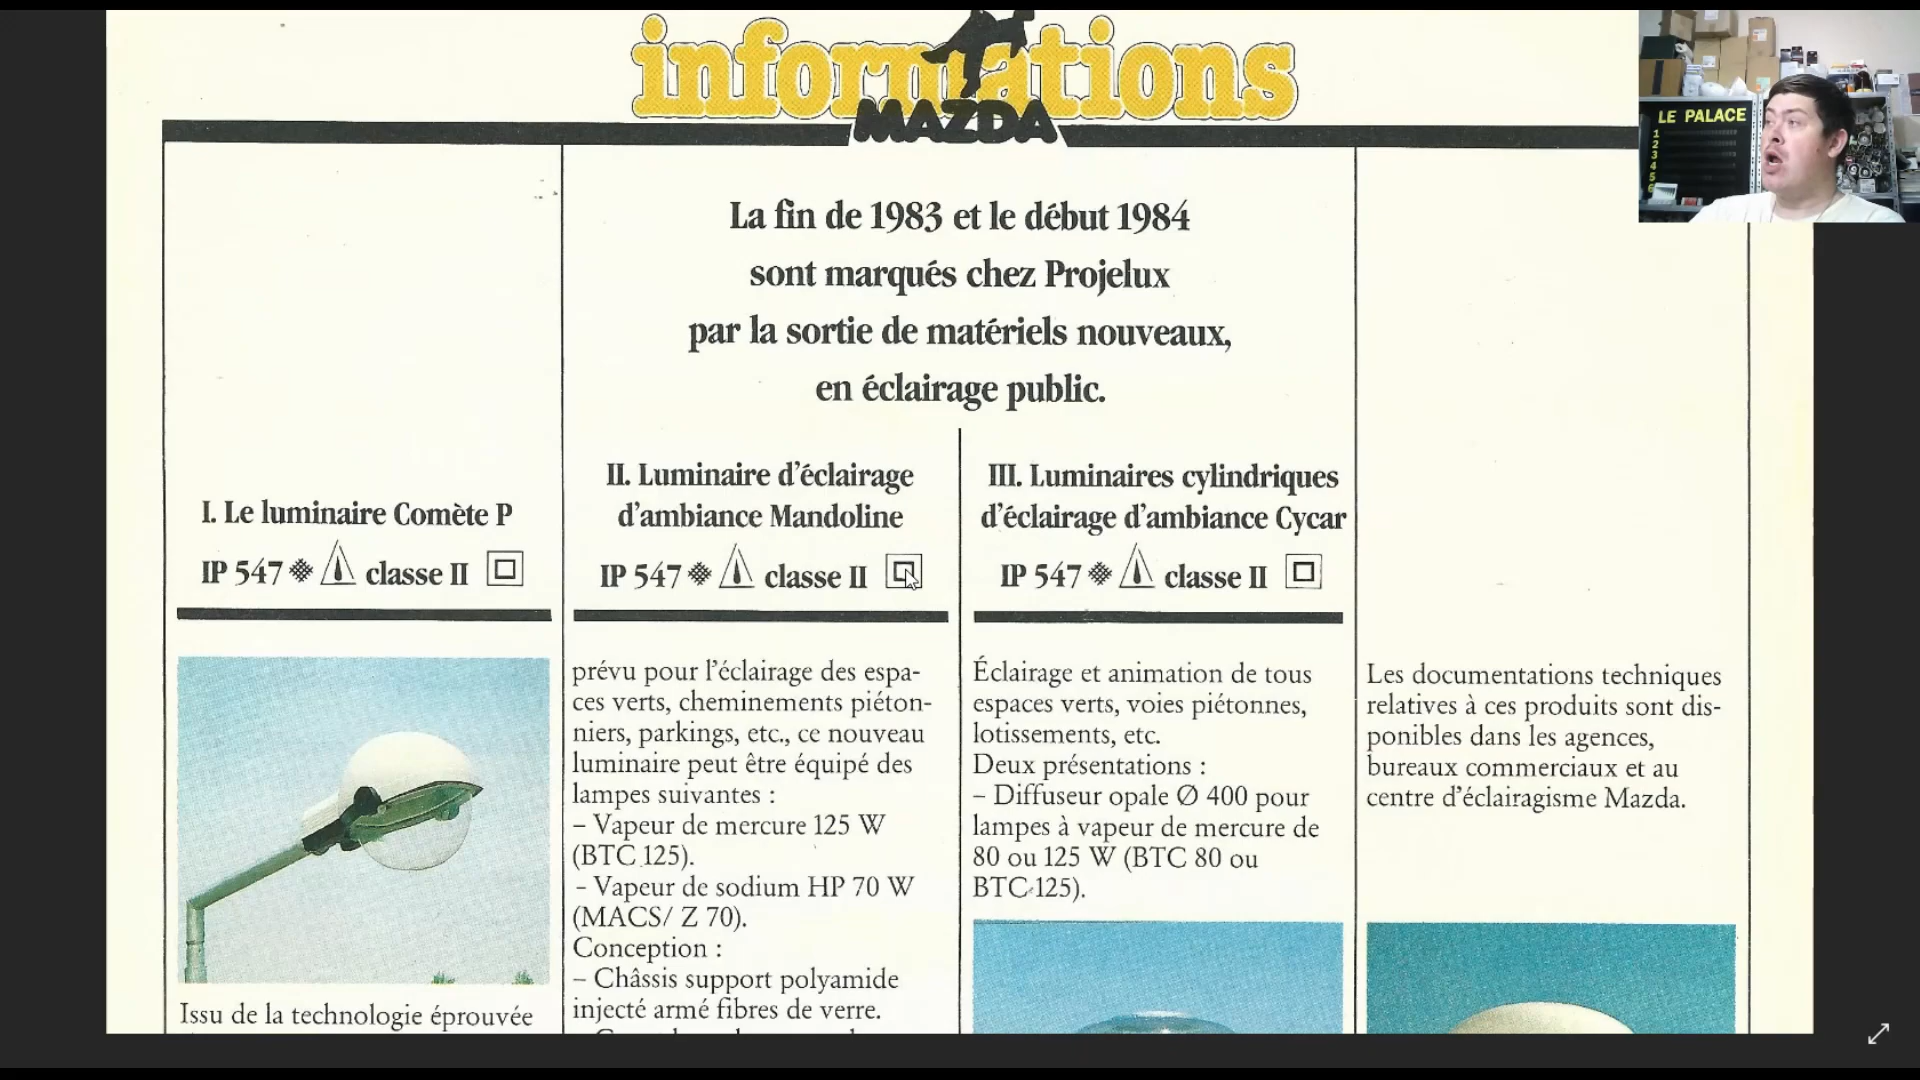 informations
MAZDA
La fin de 1983 et le début 1984
sont marqués chez Projelux
par la sortie de matériels nouveaux,
en éclairage public.
I. Le luminaire Comète P
IP 547 classe II
Issu de la technologie éprouvée
II. Luminaire d'éclairage
d'ambiance Mandoline
IP 547 classe II
prévu pour l'éclairage des espa-
ces verts, cheminements piéton-
niers, parkings, etc., ce nouveau
luminaire peut être équipé des
lampes suivantes :
– Vapeur de mercure 125 W
(BTC 125).
– Vapeur de sodium HP 70 W
(MACS/ Z 70).
Conception :
– Châssis support polyamide
injecté armé fibres de verre.
III. Luminaires cylindriques
d'éclairage d'ambiance Cycar
IP 547 classe II
Éclairage et animation de tous
espaces verts, voies piétonnes,
lotissements, etc.
Deux présentations :
– Diffuseur opale Ø 400 pour
lampes à vapeur de mercure de
80 ou 125 W (BTC 80 ou
BTC 125).
Les documentations techniques
relatives à ces produits sont dis-
ponibles dans les agences,
bureaux commerciaux et au
centre d'éclairagisme Mazda.
LE PALACE
1
2
3
4
5
6